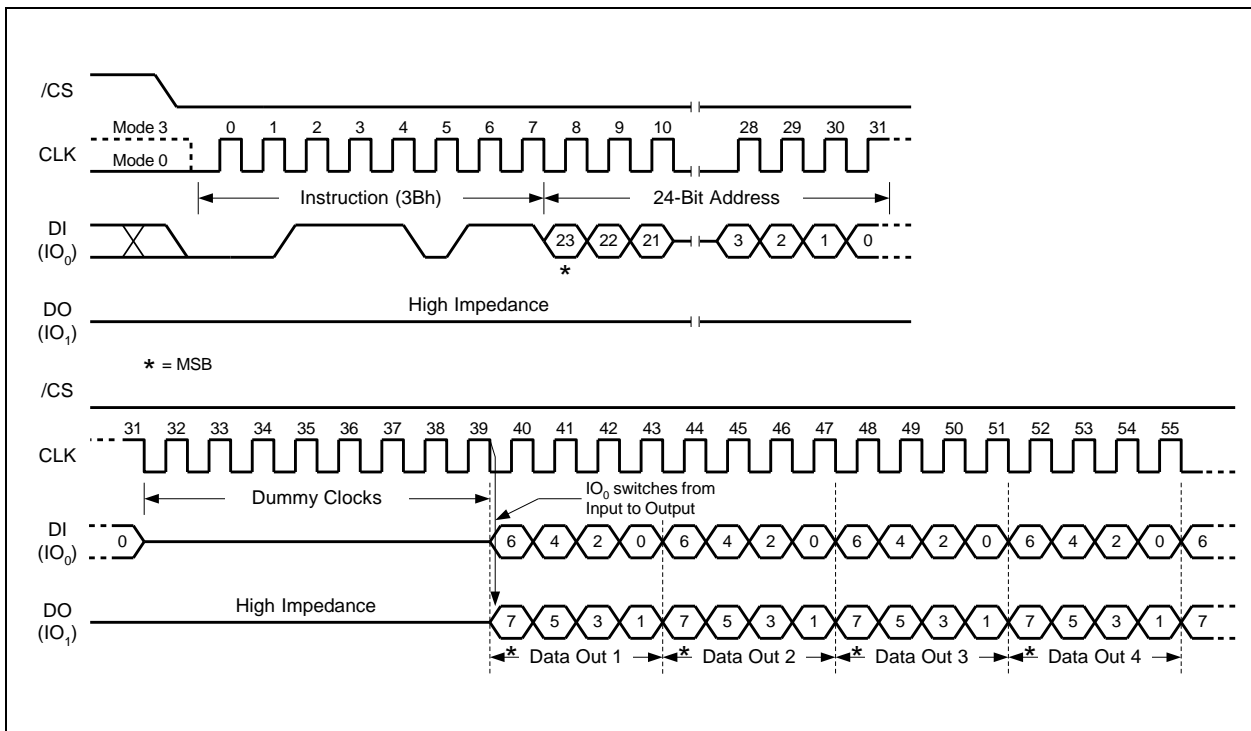 /CS
Mode 3 0 1 2 3 4 5 6 7 8 9 10 28 29 30 31
CLK
Mode 0
Instruction (3Bh) 24-Bit Address
DI
(IO0) 23 22 21 3 2 1 0
*
High Impedance
DO
(IO1)
* = MSB
/CS
31 32 33 34 35 36 37 38 39 40 41 42 43 44 45 46 47 48 49 50 51 52 53 54 55
CLK
Dummy Clocks
IO0 switches from
Input to Output
DI
(IO0) 0 6 4 2 0 6 4 2 0 6 4 2 0 6 4 2 0 6
High Impedance
DO
(IO1) 7 5 3 1 7 5 3 1 7 5 3 1 7 5 3 1 7
* Data Out 1 * Data Out 2 * Data Out 3 * Data Out 4